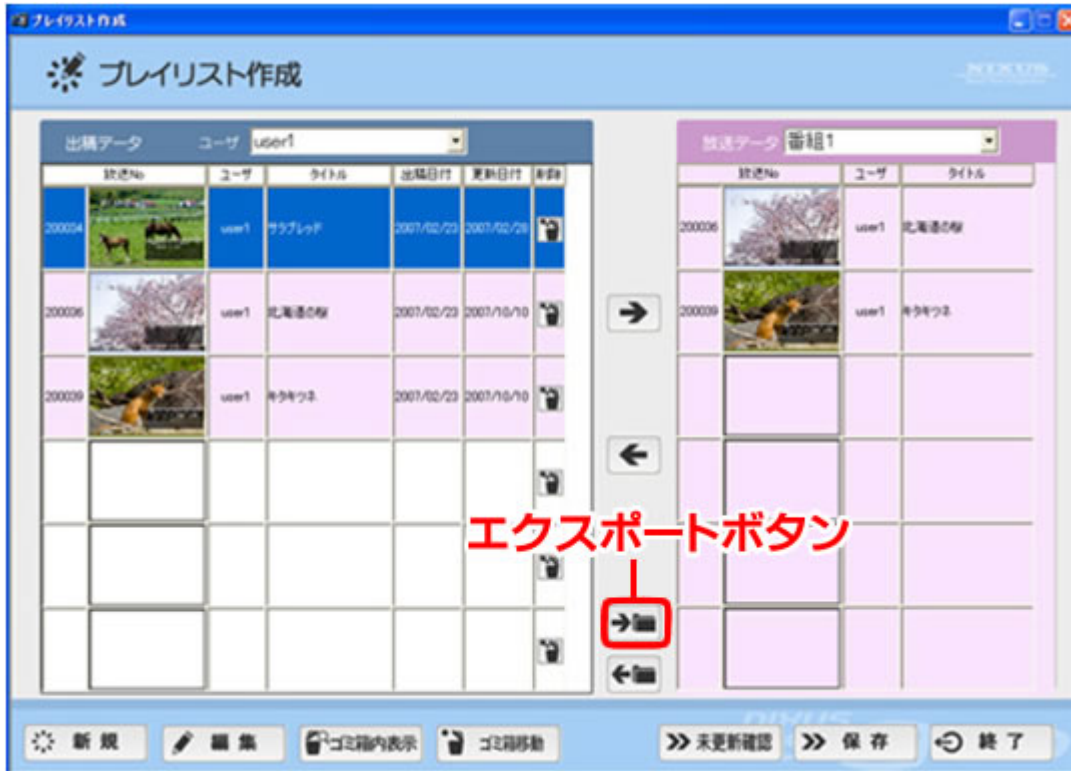 プレイリスト作成
プレイリスト作成
NEXUS
出稿データ ユーザ user1
放送No ユーザ タイトル 出稿日付 更新日付 削除
200034 user1 サラブレッド 2007/02/23 2007/02/28
200036 user1 北海道の桜 2007/02/23 2007/10/10
200039 user1 キタキツネ 2007/02/23 2007/10/10
放送データ 番組1
放送No ユーザ タイトル
200036 user1 北海道の桜
200039 user1 キタキツネ
エクスポートボタン
新規 編集 ゴミ箱内表示 ゴミ箱移動 未更新確認 保存 終了